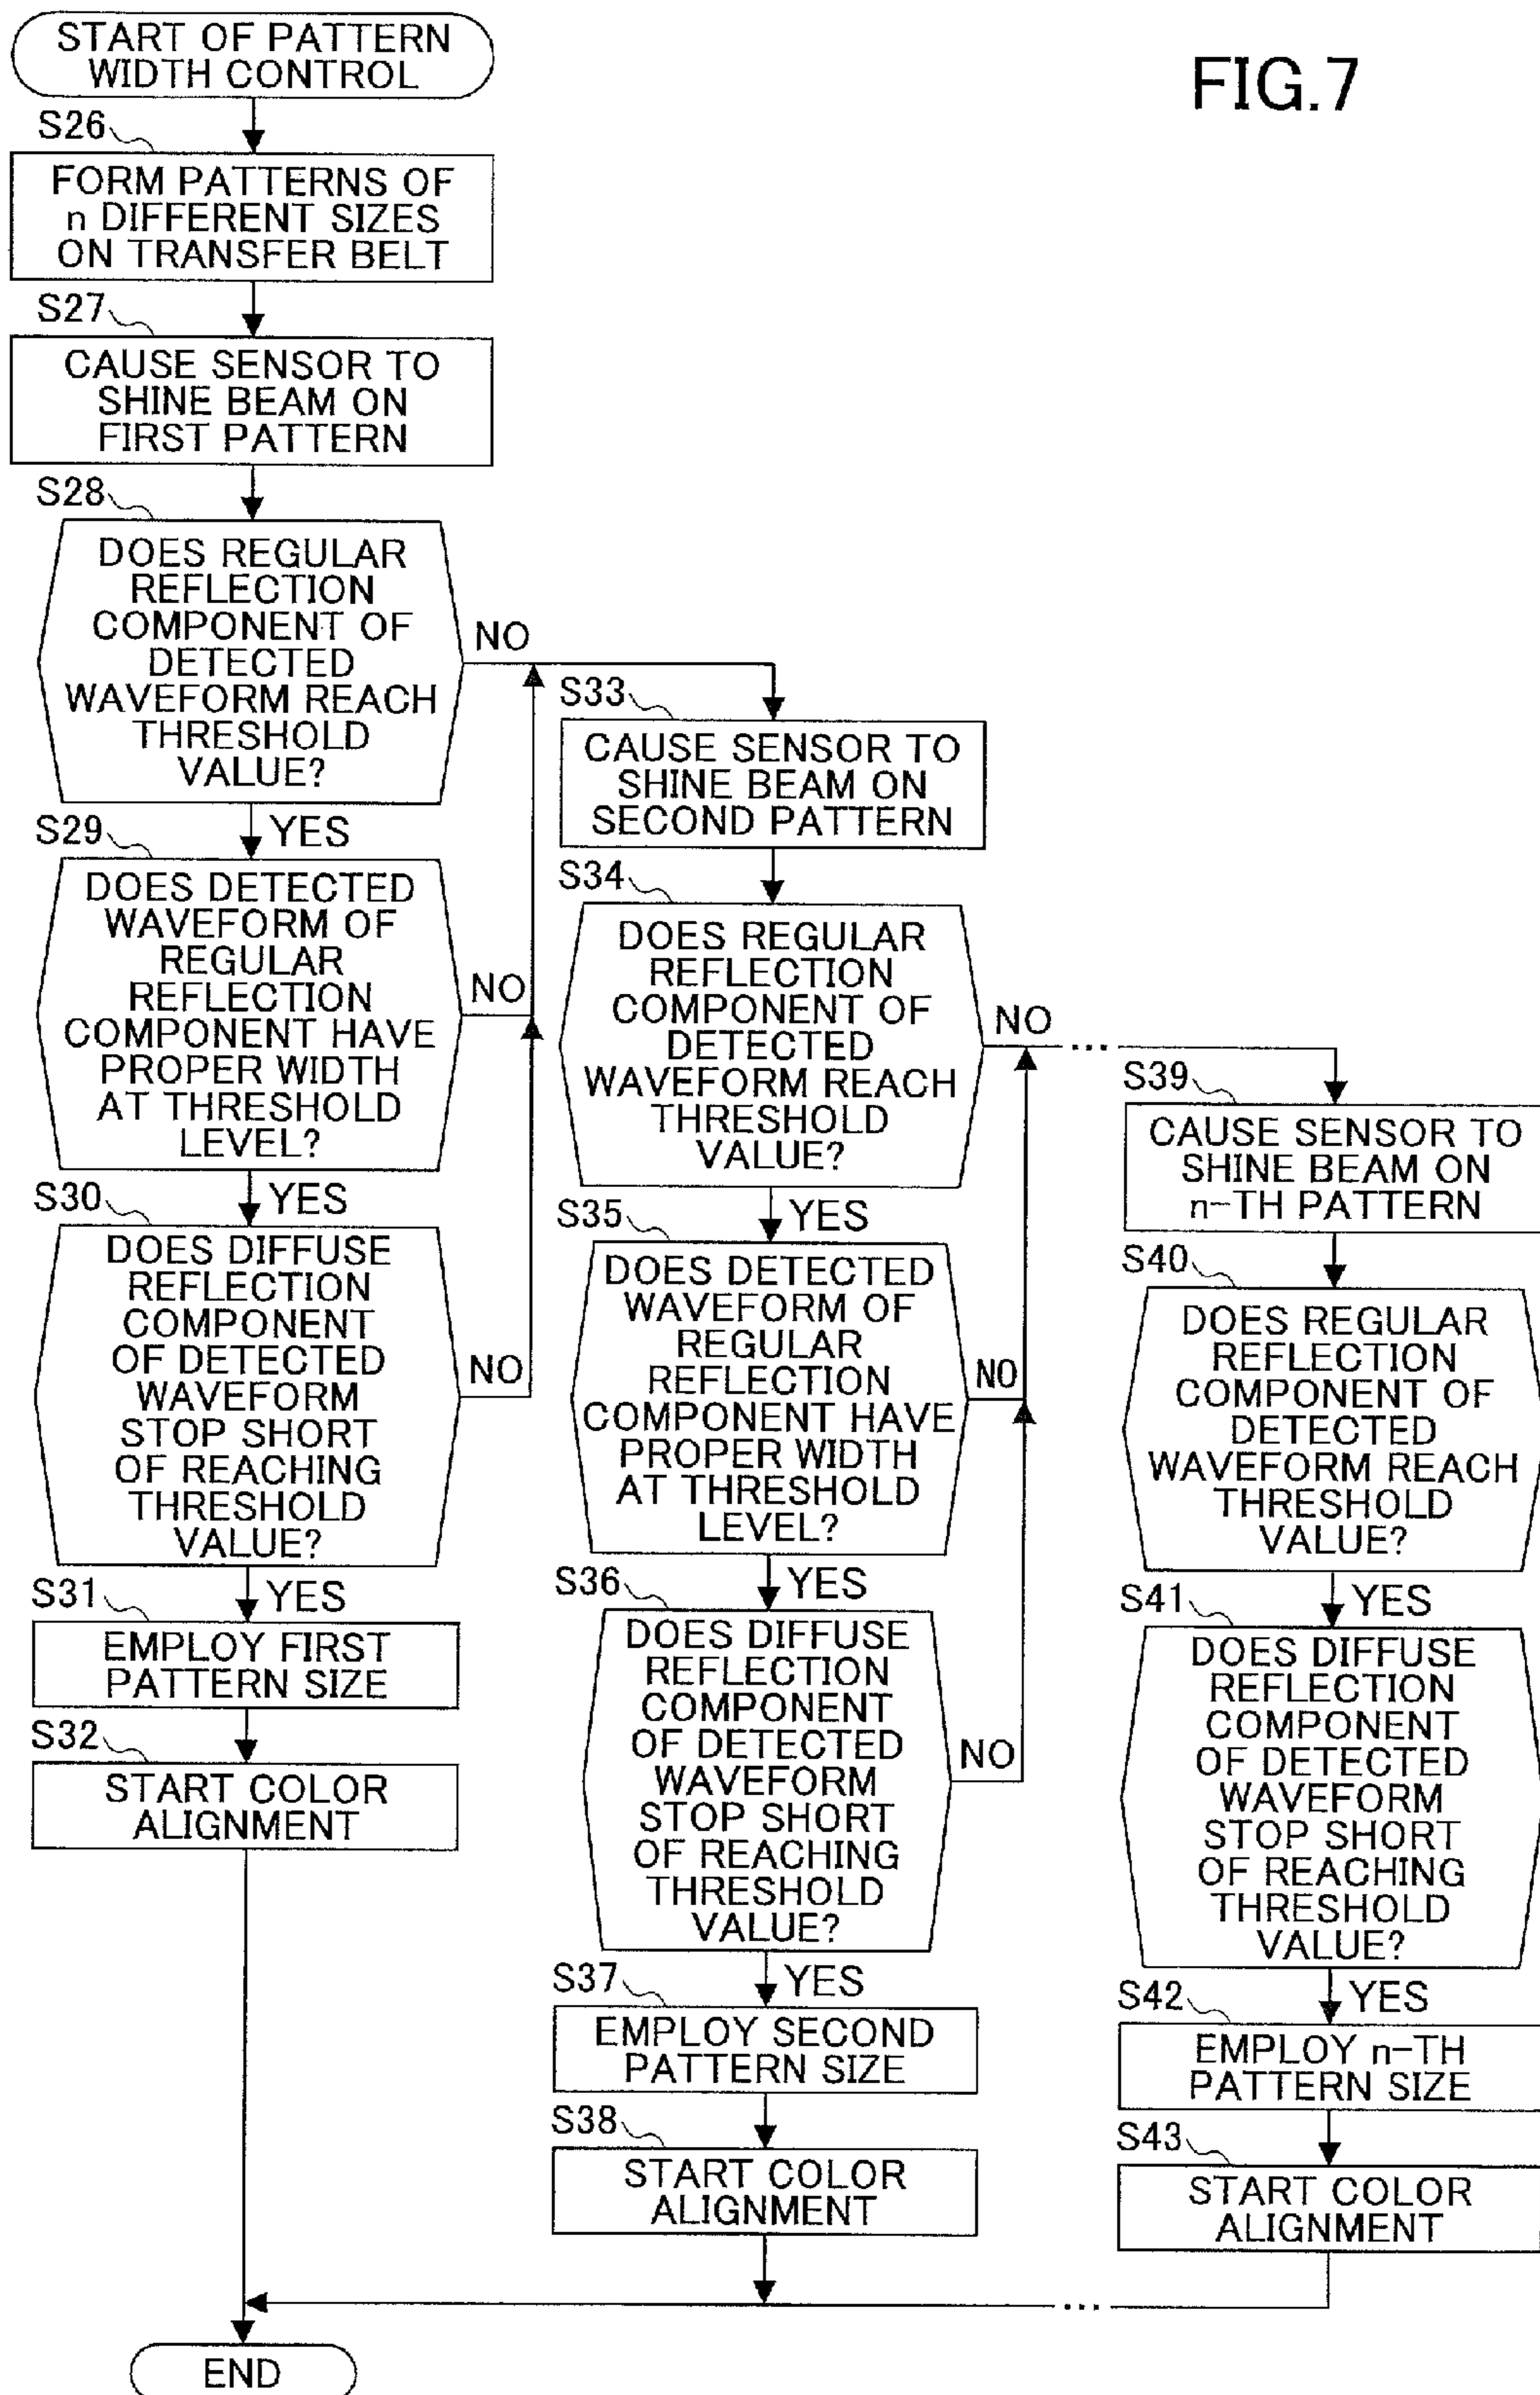 FIG.7
START OF PATTERN
WIDTH CONTROL
S26
FORM PATTERNS OF
n DIFFERENT SIZES
ON TRANSFER BELT
S27
CAUSE SENSOR TO
SHINE BEAM ON
FIRST PATTERN
S28
DOES REGULAR
REFLECTION
COMPONENT OF
DETECTED
WAVEFORM REACH
THRESHOLD
VALUE?
NO
YES
S29
DOES DETECTED
WAVEFORM OF
REGULAR
REFLECTION
COMPONENT HAVE
PROPER WIDTH
AT THRESHOLD
LEVEL?
NO
YES
S30
DOES DIFFUSE
REFLECTION
COMPONENT
OF DETECTED
WAVEFORM
STOP SHORT
OF REACHING
THRESHOLD
VALUE?
NO
YES
S31
EMPLOY FIRST
PATTERN SIZE
S32
START COLOR
ALIGNMENT
S33
CAUSE SENSOR TO
SHINE BEAM ON
SECOND PATTERN
S34
DOES REGULAR
REFLECTION
COMPONENT OF
DETECTED
WAVEFORM REACH
THRESHOLD
VALUE?
NO
...
YES
S35
DOES DETECTED
WAVEFORM OF
REGULAR
REFLECTION
COMPONENT HAVE
PROPER WIDTH
AT THRESHOLD
LEVEL?
NO
YES
S36
DOES DIFFUSE
REFLECTION
COMPONENT
OF DETECTED
WAVEFORM
STOP SHORT
OF REACHING
THRESHOLD
VALUE?
NO
YES
S37
EMPLOY SECOND
PATTERN SIZE
S38
START COLOR
ALIGNMENT
S39
CAUSE SENSOR TO
SHINE BEAM ON
n-TH PATTERN
S40
DOES REGULAR
REFLECTION
COMPONENT OF
DETECTED
WAVEFORM REACH
THRESHOLD
VALUE?
YES
S41
DOES DIFFUSE
REFLECTION
COMPONENT
OF DETECTED
WAVEFORM
STOP SHORT
OF REACHING
THRESHOLD
VALUE?
YES
S42
EMPLOY n-TH
PATTERN SIZE
S43
START COLOR
ALIGNMENT
...
END